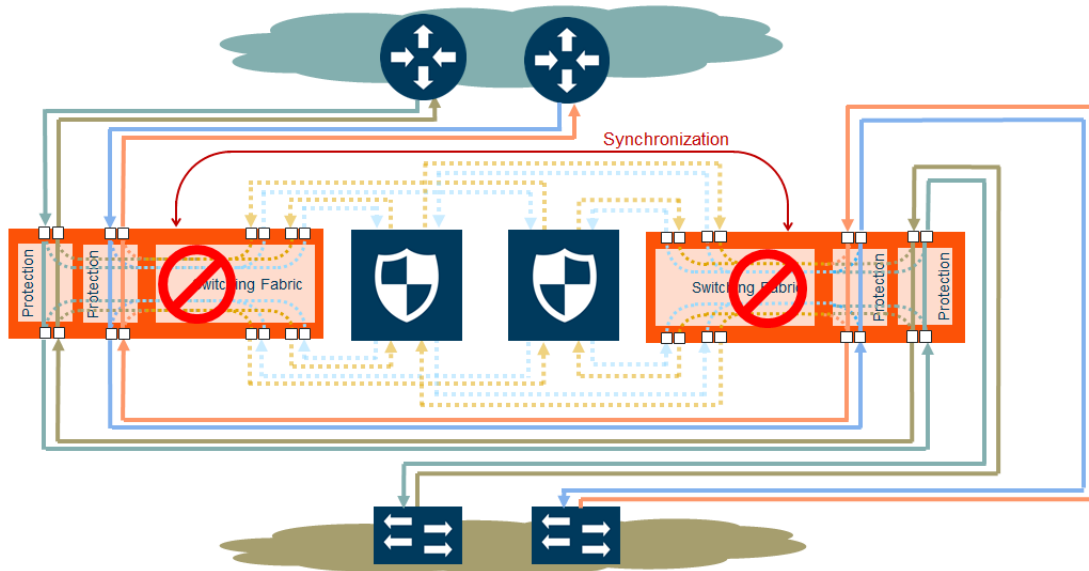 Synchronization
Protection
Protection
Switching Fabric
Switching Fabric
Protection
Protection